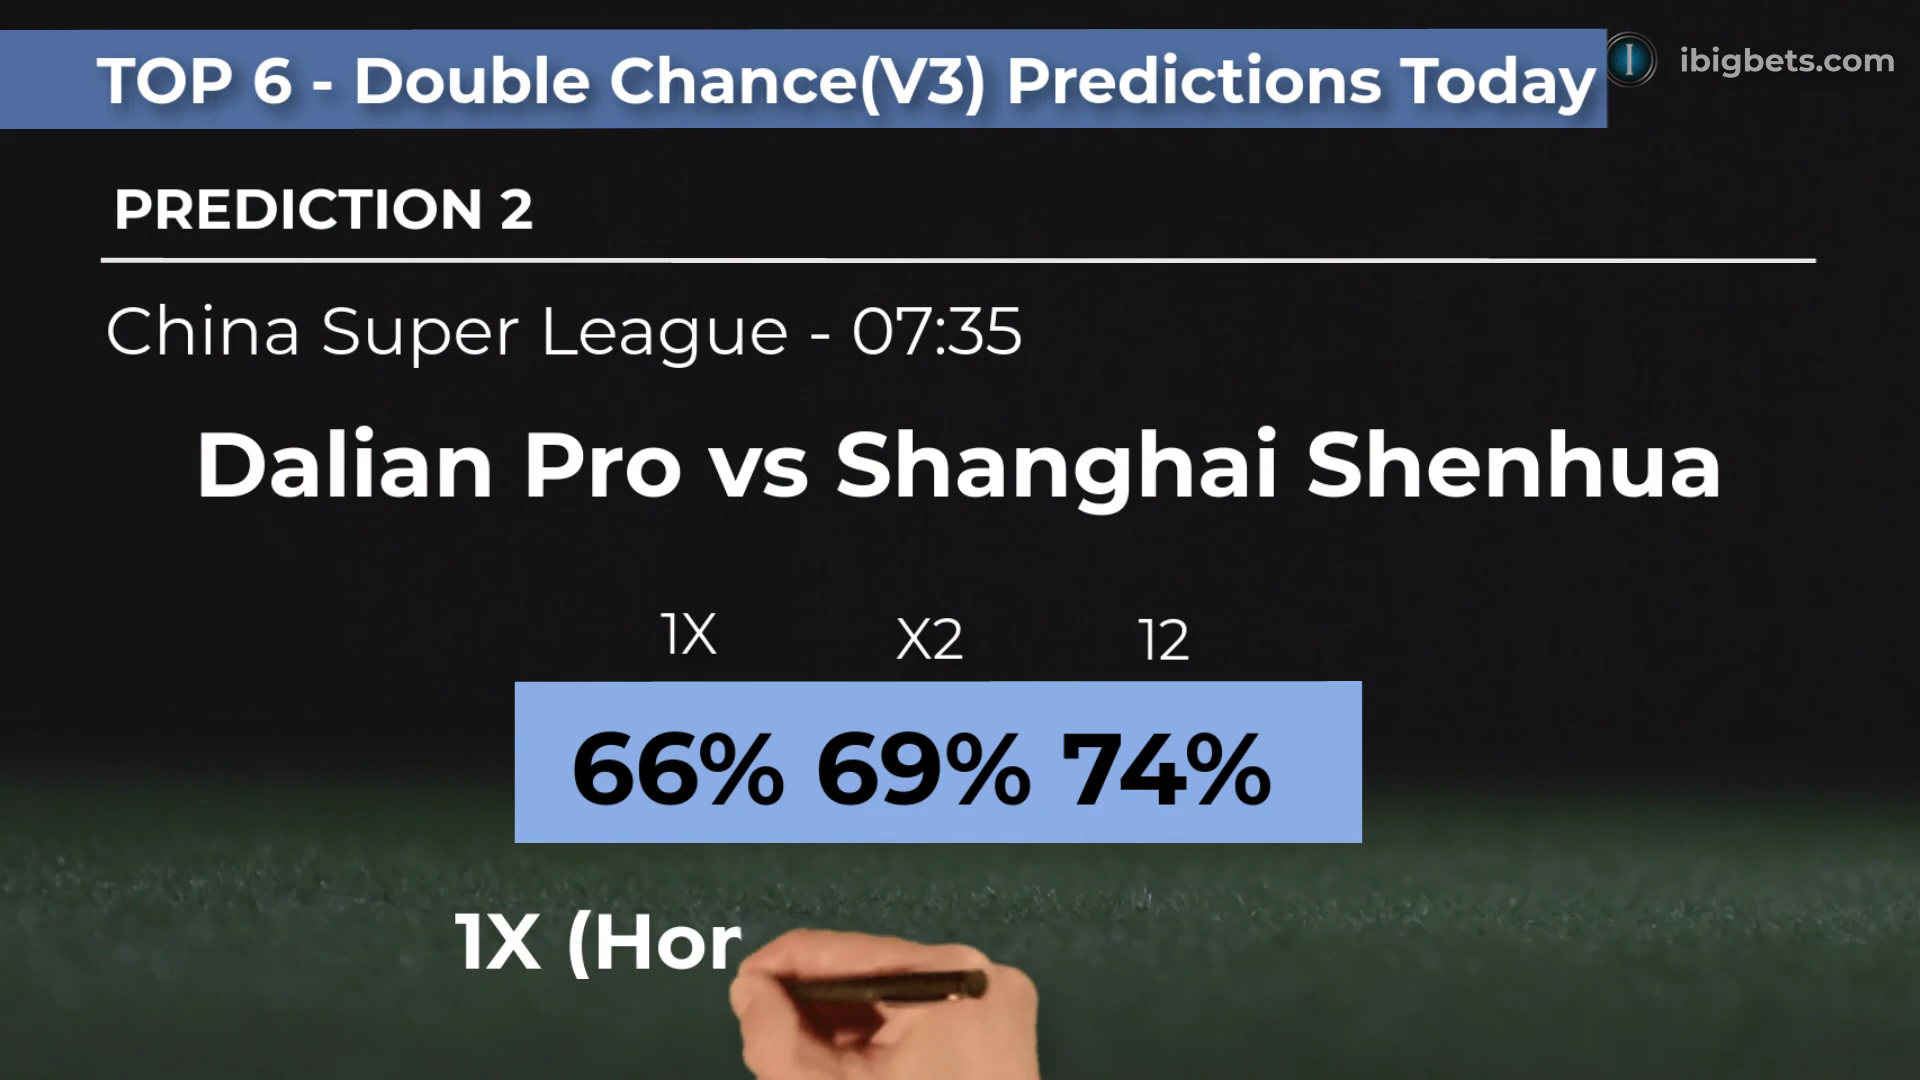 TOP 6 - Double Chance(V3) Predictions Today
I ibigbets.com
PREDICTION 2
China Super League - 07:35
Dalian Pro vs Shanghai Shenhua
1X X2 12
66% 69% 74%
1X (Hor